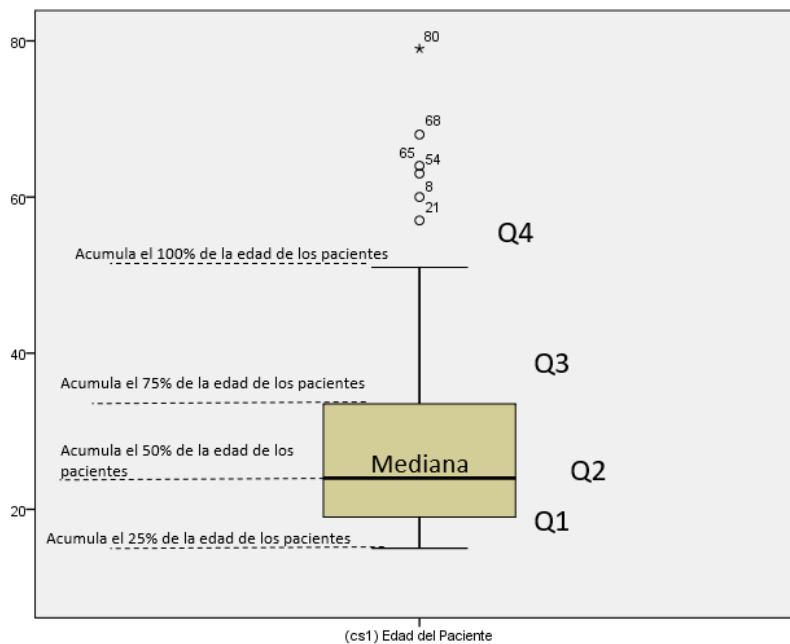 80
80
68
65
54
8
60
21
Q4
Acumula el 100% de la edad de los pacientes
40
Q3
Acumula el 75% de la edad de los pacientes
Acumula el 50% de la edad de los
pacientes
Mediana
Q2
20
Q1
Acumula el 25% de la edad de los pacientes
(cs1) Edad del Paciente